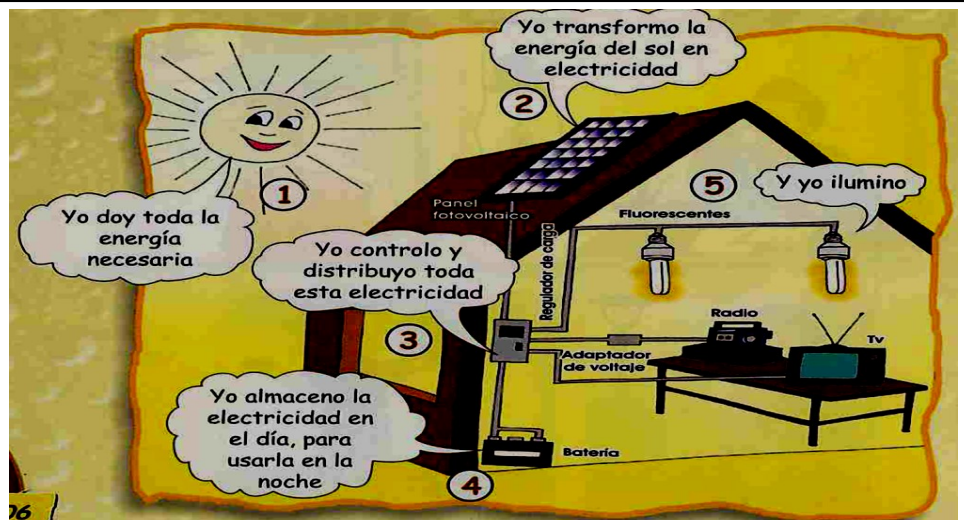 Yo transformo la
energía del sol en
electricidad
2
1
Yo doy toda la
energía
necesaria
Panel
fotovoltaico
5
Y yo ilumino
Fluorescentes
Regulador de carga
Yo controlo y
distribuyo toda
esta electricidad
3
Radio
Tv
Adaptador
de voltaje
Yo almaceno la
electricidad en
el día, para
usarla en la
noche
4
Batería
06